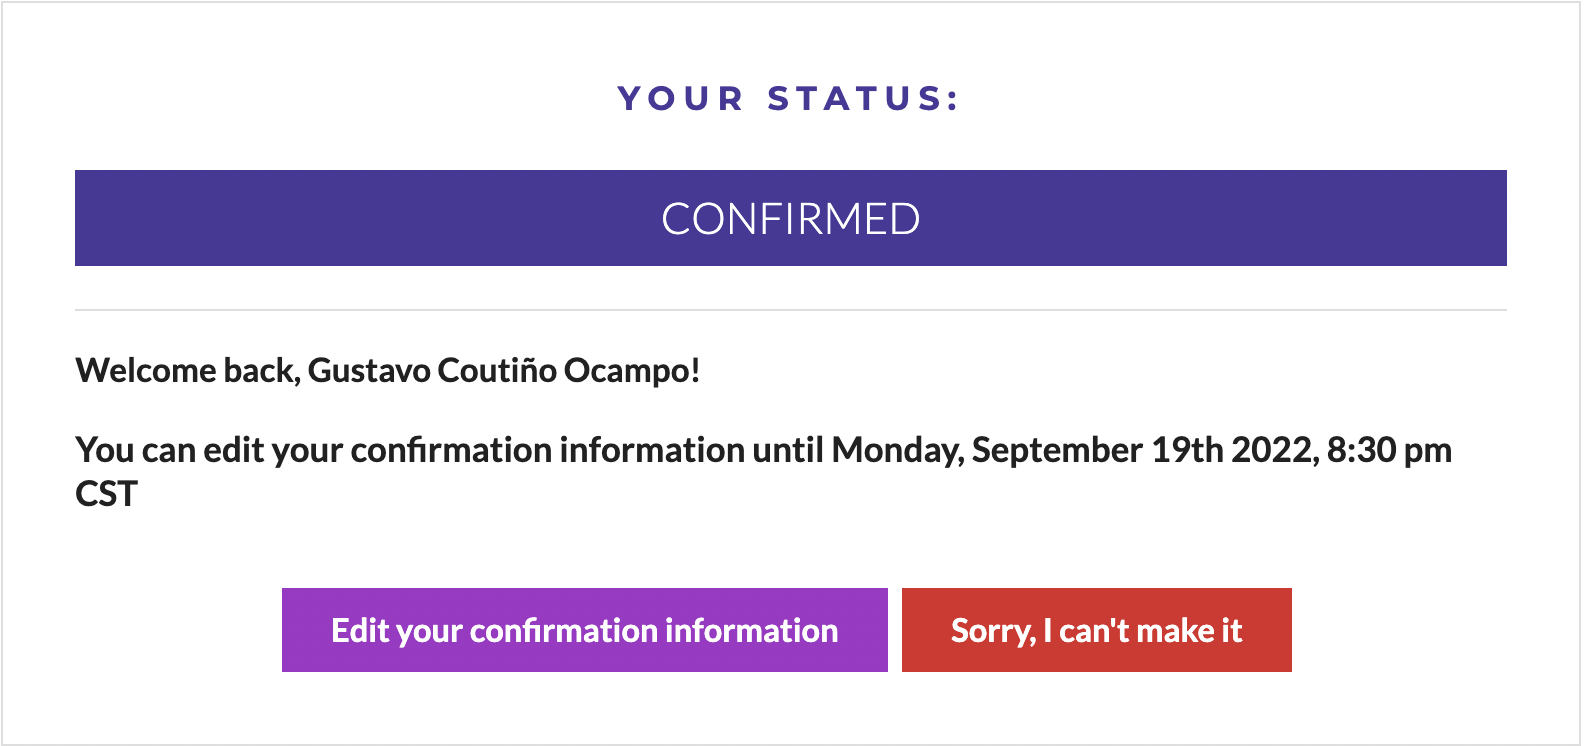 YOUR STATUS:
CONFIRMED
Welcome back, Gustavo Coutiño Ocampo!
You can edit your confirmation information until Monday, September 19th 2022, 8:30 pm
CST
Edit your confirmation information
Sorry, I can't make it